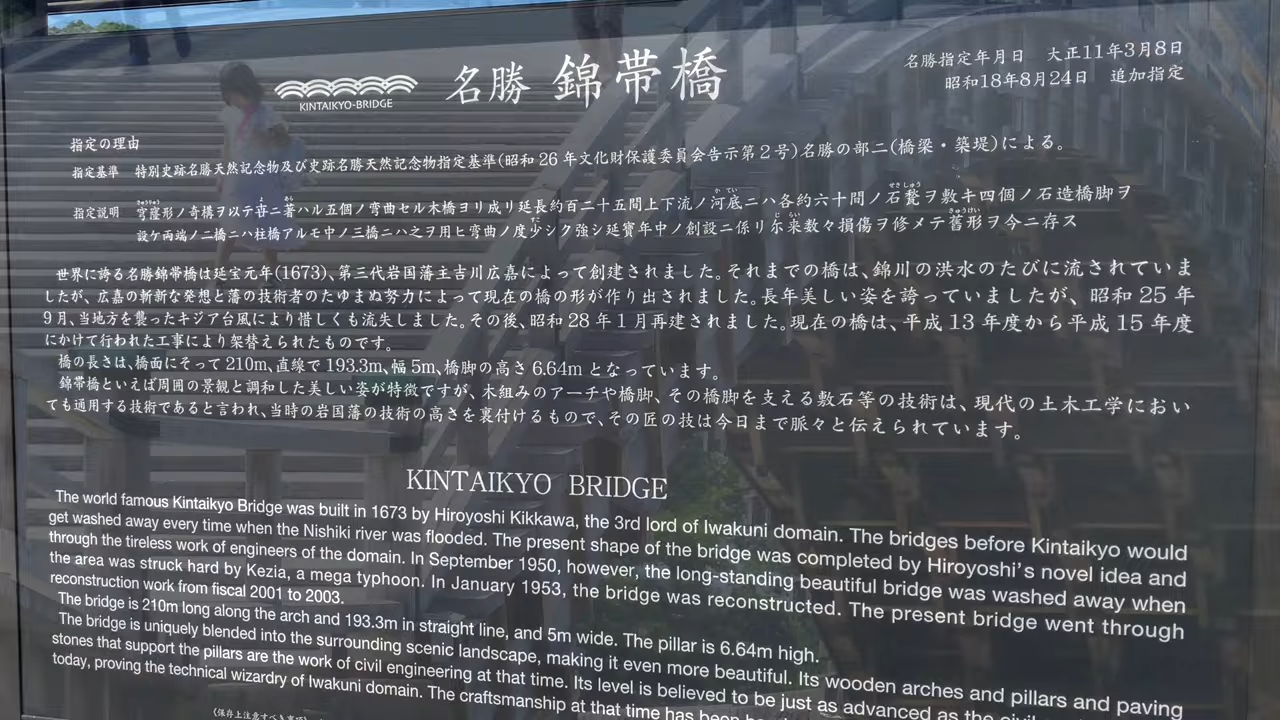 KINTAIKYO-BRIDGE
名勝 錦帯橋
名勝指定年月日 大正11年3月8日
昭和18年8月24日 追加指定
指定の理由
指定基準 特別史跡名勝天然記念物及び史跡名勝天然記念物指定基準(昭和26年文化財保護委員会告示第2号)名勝の部二(橋梁・築堤)による。
指定説明 穹窿形ノ奇構ヲ以テ世ニ著ハル五個ノ弯曲セル木橋ヨリ成リ延長約百二十五間上下流ノ河底ニハ各約六十間ノ石甃ヲ敷キ四個ノ石造橋脚ヲ
設ケ両端ノ二橋ニハ柱橋アルモ中ノ三橋ニハ之ヲ用ヒ弯曲ノ度少シク強シ延寶年中ノ創設ニ係リ尓来数々損傷ヲ修メテ舊形ヲ今ニ存ス
世界に誇る名勝錦帯橋は延宝元年(1673)、第三代岩国藩主吉川広嘉によって創建されました。それまでの橋は、錦川の洪水のたびに流されていま
したが、広嘉の斬新な発想と藩の技術者のたゆまぬ努力によって現在の橋の形が作り出されました。長年美しい姿を誇っていましたが、昭和25年
9月、当地方を襲ったキジア台風により惜しくも流失しました。その後、昭和28年1月再建されました。現在の橋は、平成13年度から平成15年度
にかけて行われた工事により架替えられたものです。
橋の長さは、橋面にそって210m、直線で193.3m、幅5m、橋脚の高さ6.64mとなっています。
錦帯橋といえば周囲の景観と調和した美しい姿が特徴ですが、木組みのアーチや橋脚、その橋脚を支える敷石等の技術は、現代の土木工学におい
ても通用する技術であると言われ、当時の岩国藩の技術の高さを裏付けるもので、その匠の技は今日まで脈々と伝えられています。
KINTAIKYO BRIDGE
The world famous Kintaikyo Bridge was built in 1673 by Hiroyoshi Kikkawa, the 3rd lord of Iwakuni domain. The bridges before Kintaikyo would
get washed away every time when the Nishiki river was flooded. The present shape of the bridge was completed by Hiroyoshi's novel idea and
through the tireless work of engineers of the domain. In September 1950, however, the long-standing beautiful bridge was washed away when
the area was struck hard by Kezia, a mega typhoon. In January 1953, the bridge was reconstructed. The present bridge went through
reconstruction work from fiscal 2001 to 2003.
The bridge is 210m long along the arch and 193.3m in straight line, and 5m wide. The pillar is 6.64m high.
The bridge is uniquely blended into the surrounding scenic landscape, making it even more beautiful. Its wooden arches and pillars and paving
stones that support the pillars are the work of civil engineering at that time. Its level is believed to be just as advanced as the civil
today, proving the technical wizardry of Iwakuni domain. The craftsmanship at that time has been
(保存上注意すべき事項)